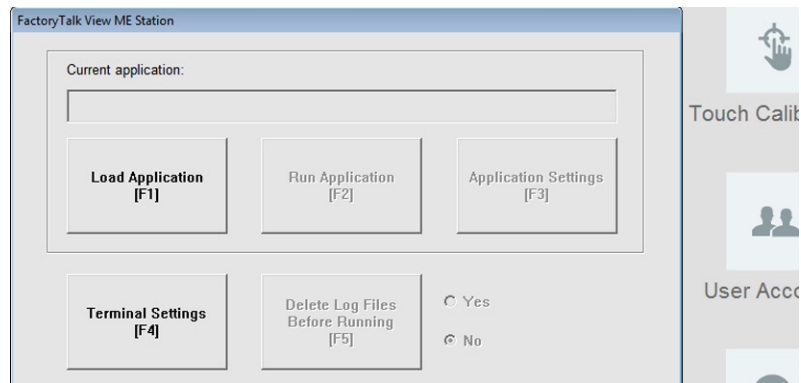 FactoryTalk View ME Station
Current application:
Load Application
[F1]
Run Application
[F2]
Application Settings
[F3]
Terminal Settings
[F4]
Delete Log Files
Before Running
[F5]
Yes
No
Touch Calib
User Acco